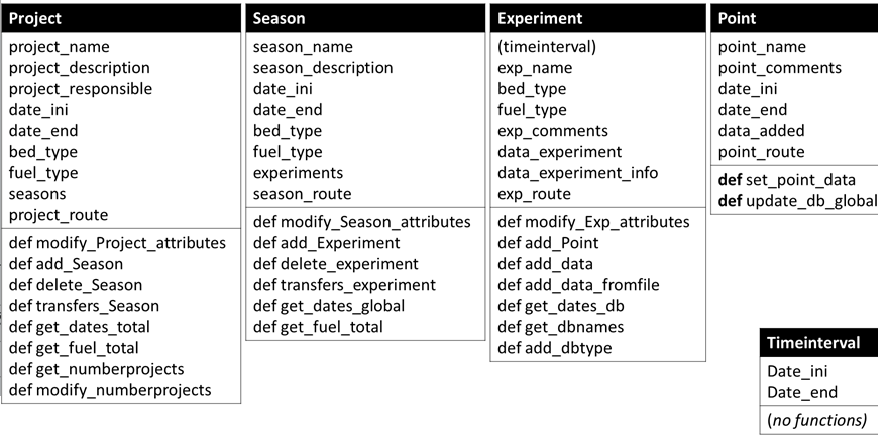 Project
project_name
project_description
project_responsible
date_ini
date_end
bed_type
fuel_type
seasons
project_route
def modify_Project_attributes
def add_Season
def delete_Season
def transfers_Season
def get_dates_total
def get_fuel_total
def get_numberprojects
def modify_numberprojects
Season
season_name
season_description
date_ini
date_end
bed_type
fuel_type
experiments
season_route
def modify_Season_attributes
def add_Experiment
def delete_experiment
def transfers_experiment
def get_dates_global
def get_fuel_total
Experiment
(timeinterval)
exp_name
bed_type
fuel_type
exp_comments
data_experiment
data_experiment_info
exp_route
def modify_Exp_attributes
def add_Point
def add_data
def add_data_fromfile
def get_dates_db
def get_dbnames
def add_dbtype
Point
point_name
point_comments
date_ini
date_end
data_added
point_route
def set_point_data
def update_db_global
Timeinterval
Date_ini
Date_end
(no functions)